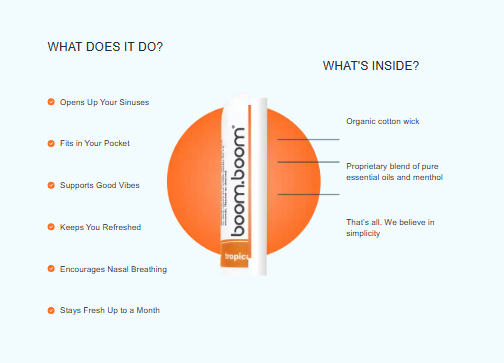 WHAT DOES IT DO?
WHAT'S INSIDE?
Opens Up Your Sinuses
Organic cotton wick
Fits in Your Pocket
Proprietary blend of pure
essential oils and menthol
Supports Good Vibes
That's all. We believe in
simplicity
Keeps You Refreshed
Encourages Nasal Breathing
Stays Fresh Up to a Month
boom.boom®